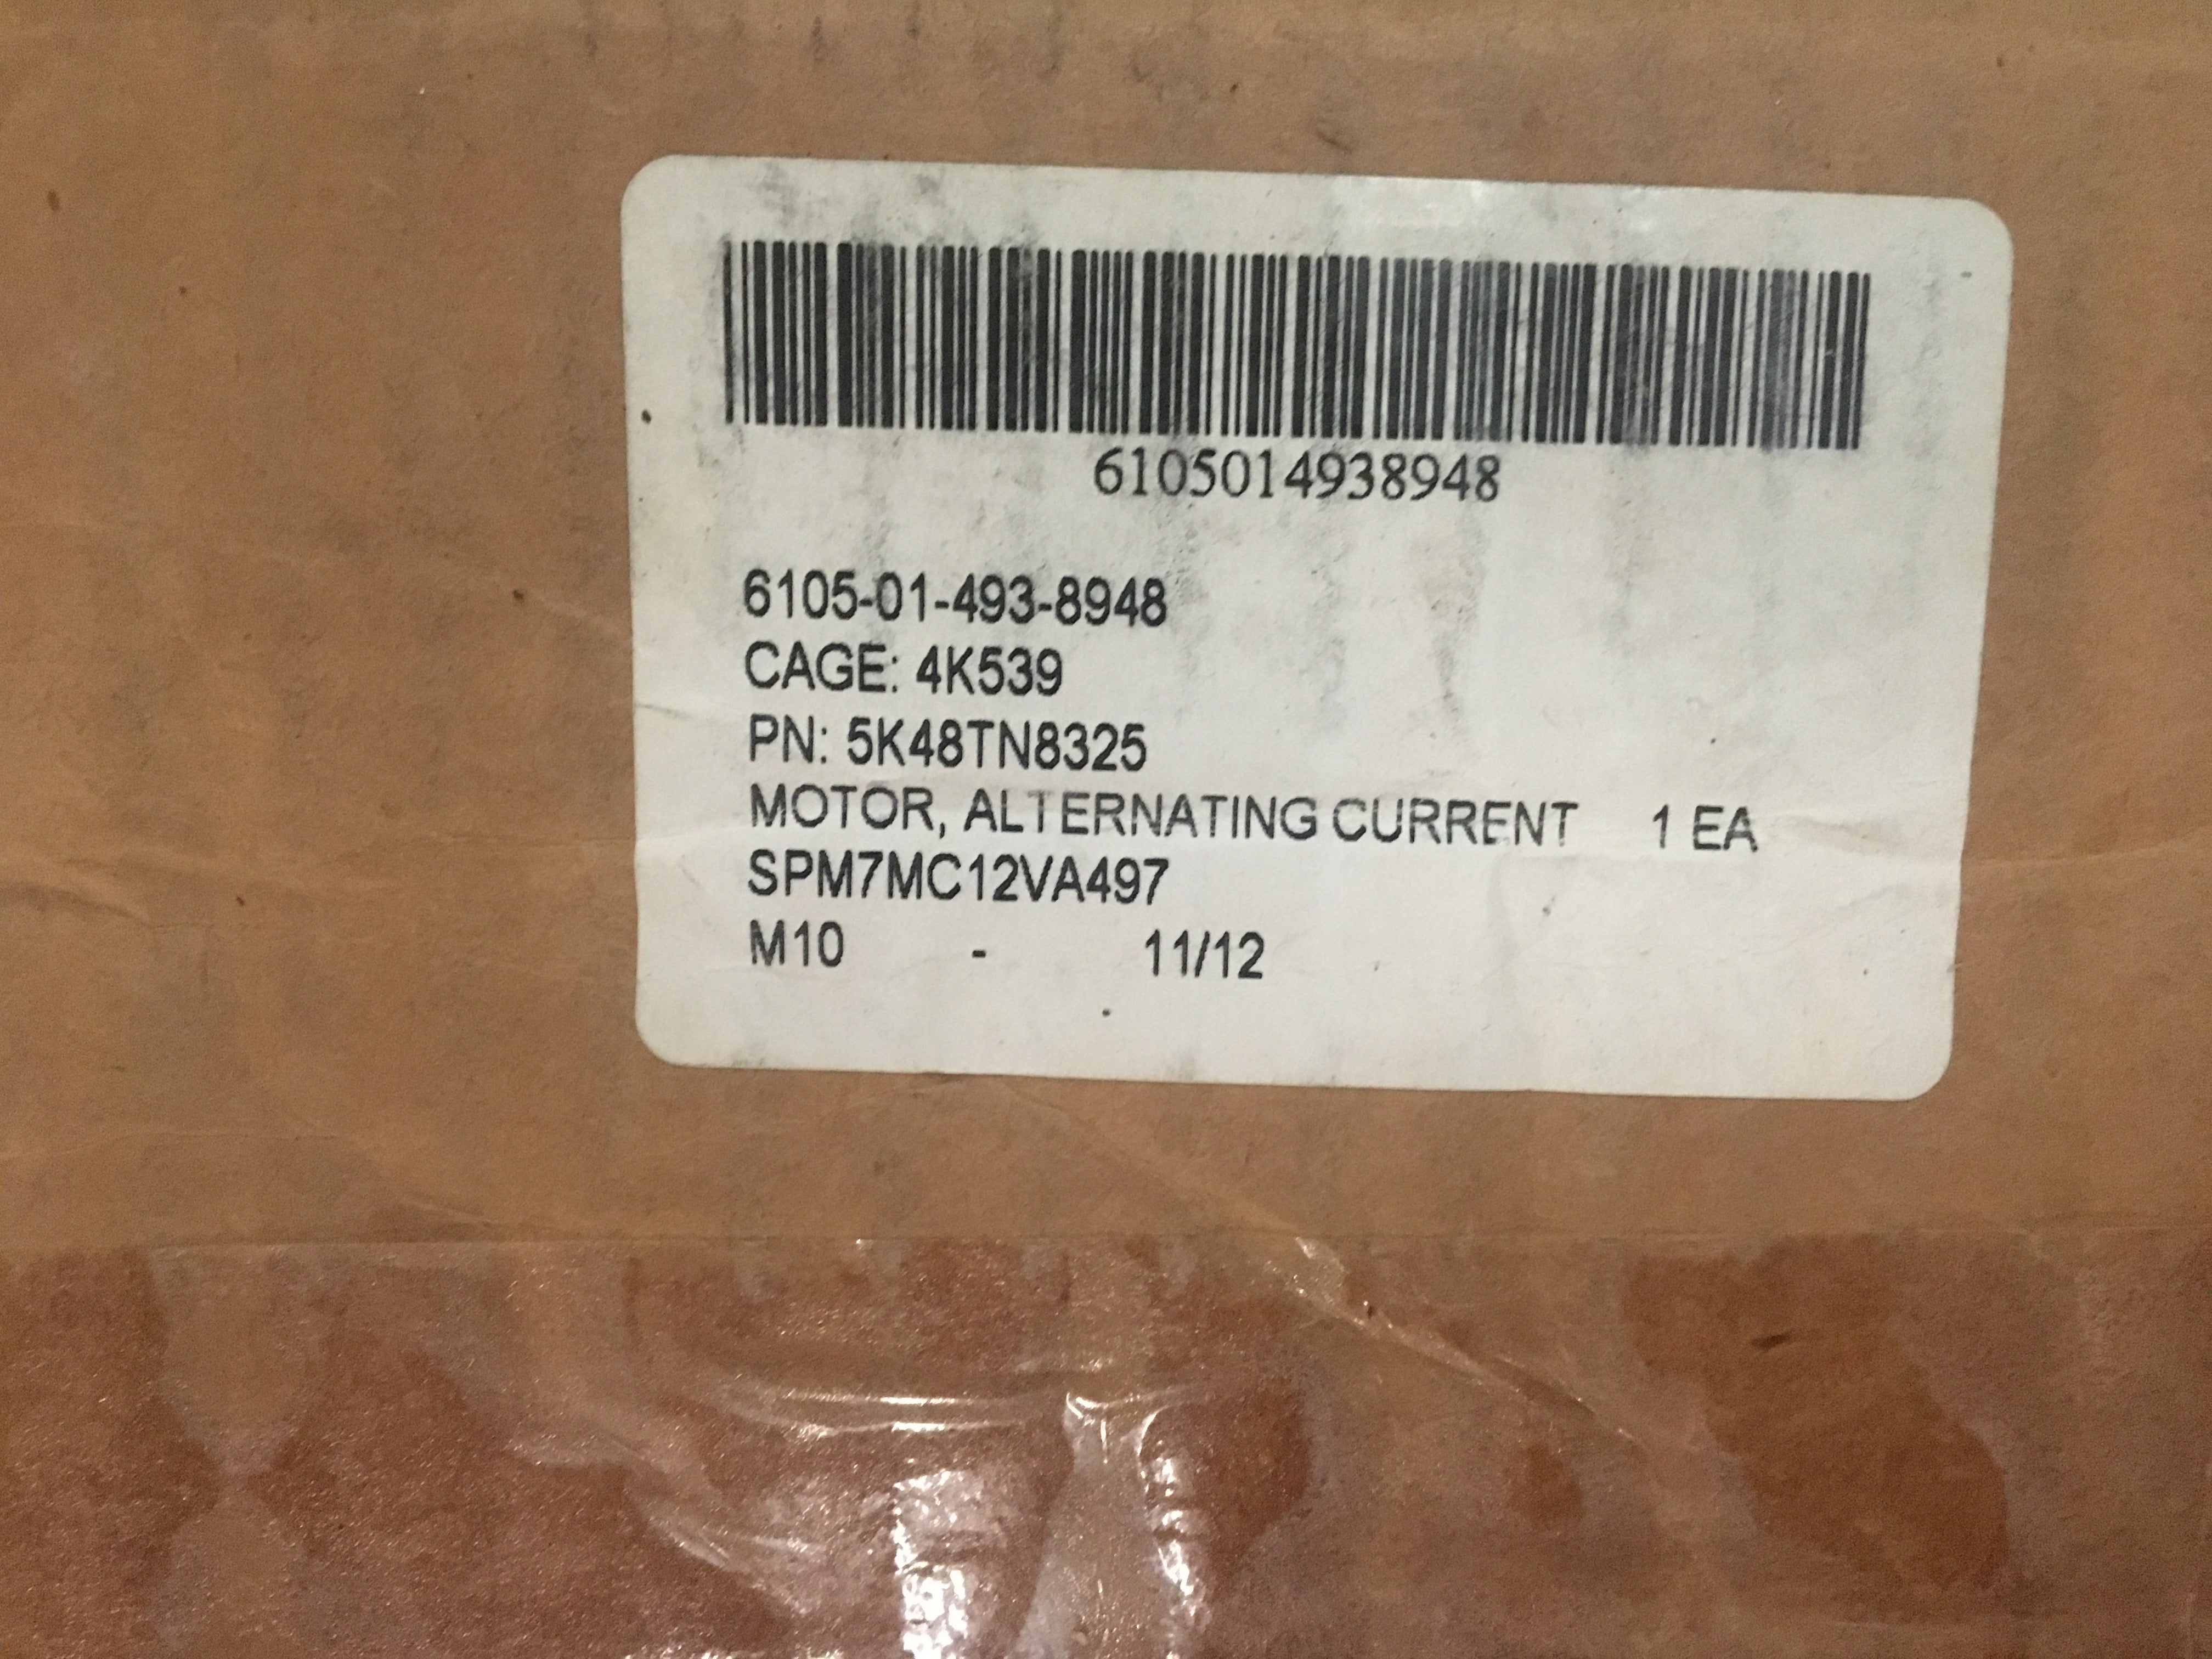 6105014938948
6105-01-493-8948
CAGE: 4K539
PN: 5K48TN8325
MOTOR, ALTERNATING CURRENT 1 EA
SPM7MC12VA497
M10 - 11/12